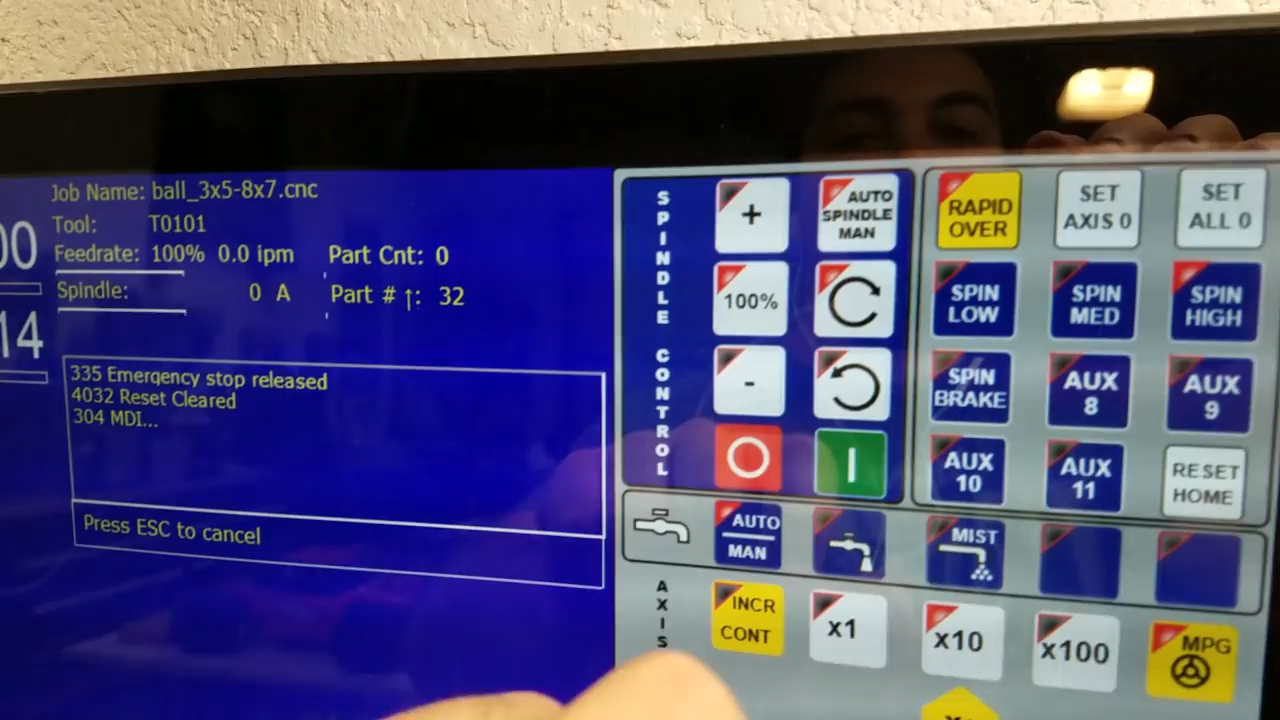 00
14
Job Name: ball_3x5-8x7.cnc
Tool: T0101
Feedrate: 100% 0.0 ipm Part Cnt: 0
Spindle: 0 A Part # ↑: 32
335 Emergency stop released
4032 Reset Cleared
304 MDI...
Press ESC to cancel
SPINDLE CONTROL
+
AUTO
SPINDLE
MAN
100%
-
RAPID
OVER
SET
AXIS 0
SET
ALL 0
SPIN
LOW
SPIN
MED
SPIN
HIGH
SPIN
BRAKE
AUX
8
AUX
9
AUX
10
AUX
11
RESET
HOME
AUTO
MAN
MIST
AXIS
INCR
CONT
x1
x10
x100
MPG